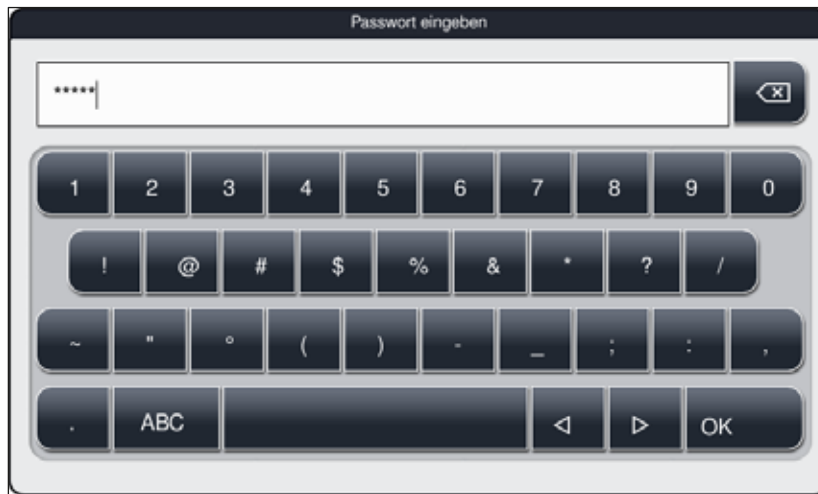 Passwort eingeben
*****
1 2 3 4 5 6 7 8 9 0
! @ # $ % & * ? /
~ " ° ( ) - _ ; : ,
. ABC OK